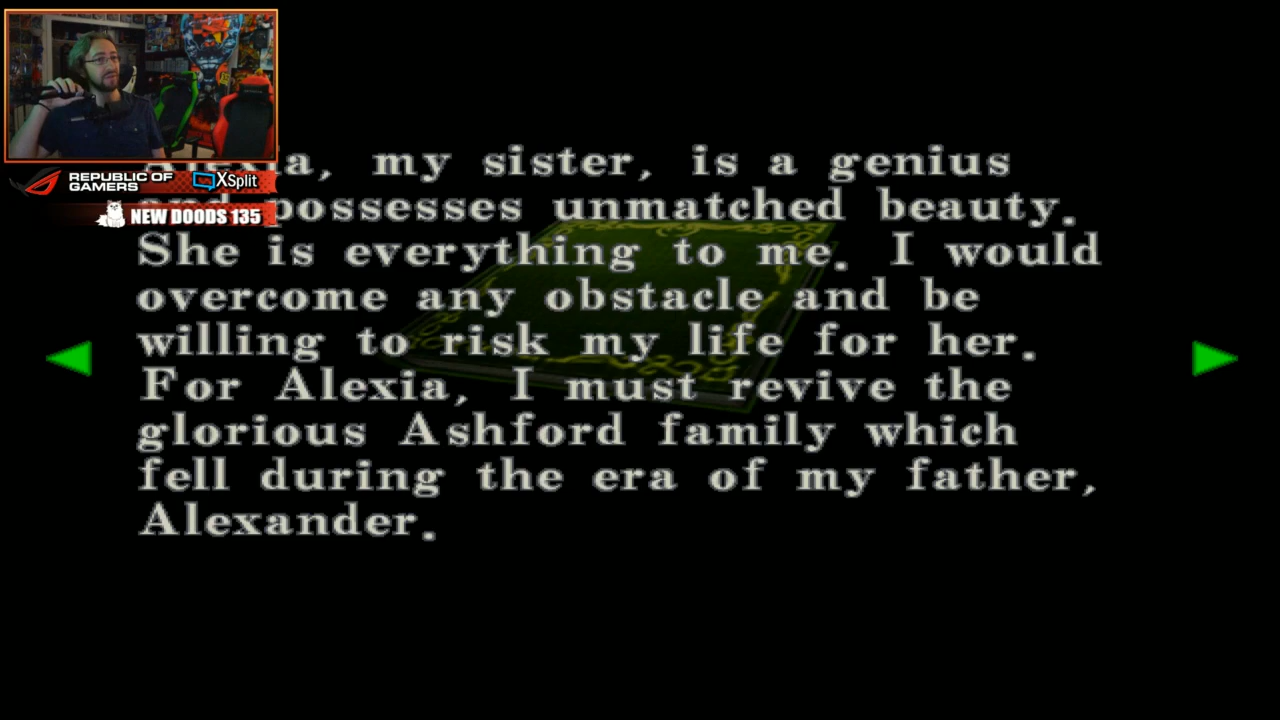 Alexia, my sister, is a genius
and possesses unmatched beauty.
She is everything to me. I would
overcome any obstacle and be
willing to risk my life for her.
For Alexia, I must revive the
glorious Ashford family which
fell during the era of my father,
Alexander.
REPUBLIC OF
GAMERS
XSplit
NEW DOODS 135